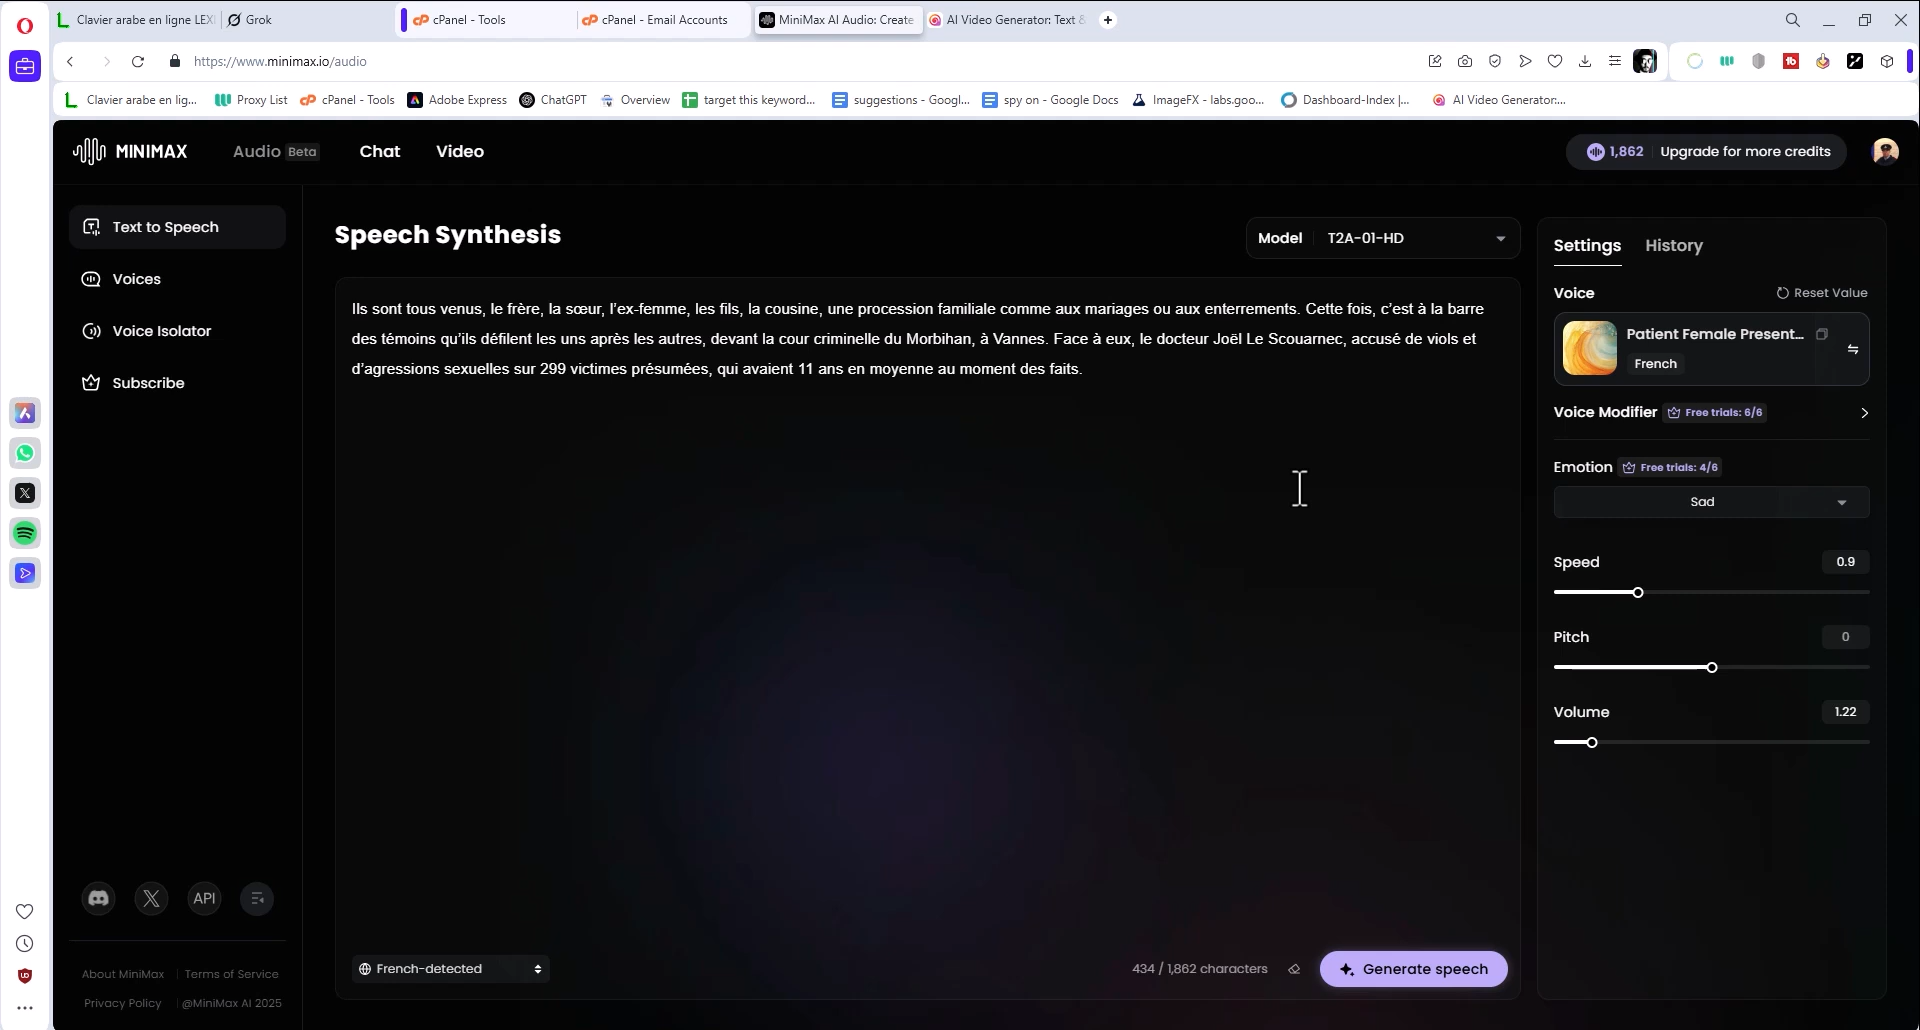 Clavier arabe en ligne LEX
Grok
cPanel - Tools
cPanel - Email Accounts
MiniMax AI Audio: Create
AI Video Generator: Text &
https://www.minimax.io/audio
Clavier arabe en lig...
Proxy List
cPanel - Tools
Adobe Express
ChatGPT
Overview
target this keyword...
suggestions - Googl...
spy on - Google Docs
ImageFX - labs.goo...
Dashboard-Index |...
AI Video Generator:...
MINIMAX
Audio Beta
Chat
Video
1,862
Upgrade for more credits
Text to Speech
Voices
Voice Isolator
Subscribe
Speech Synthesis
Model T2A-01-HD
Ils sont tous venus, le frère, la sœur, l’ex-femme, les fils, la cousine, une procession familiale comme aux mariages ou aux enterrements. Cette fois, c’est à la barre
des témoins qu’ils défilent les uns après les autres, devant la cour criminelle du Morbihan, à Vannes. Face à eux, le docteur Joël Le Scouarnec, accusé de viols et
d’agressions sexuelles sur 299 victimes présumées, qui avaient 11 ans en moyenne au moment des faits.
French-detected
434 / 1,862 characters
Generate speech
Settings
History
Voice
Reset Value
Patient Female Present...
French
Voice Modifier
Free trials: 6/6
Emotion
Free trials: 4/6
Sad
Speed
0.9
Pitch
0
Volume
1.22
API
About MiniMax
Terms of Service
Privacy Policy
@MiniMax AI 2025